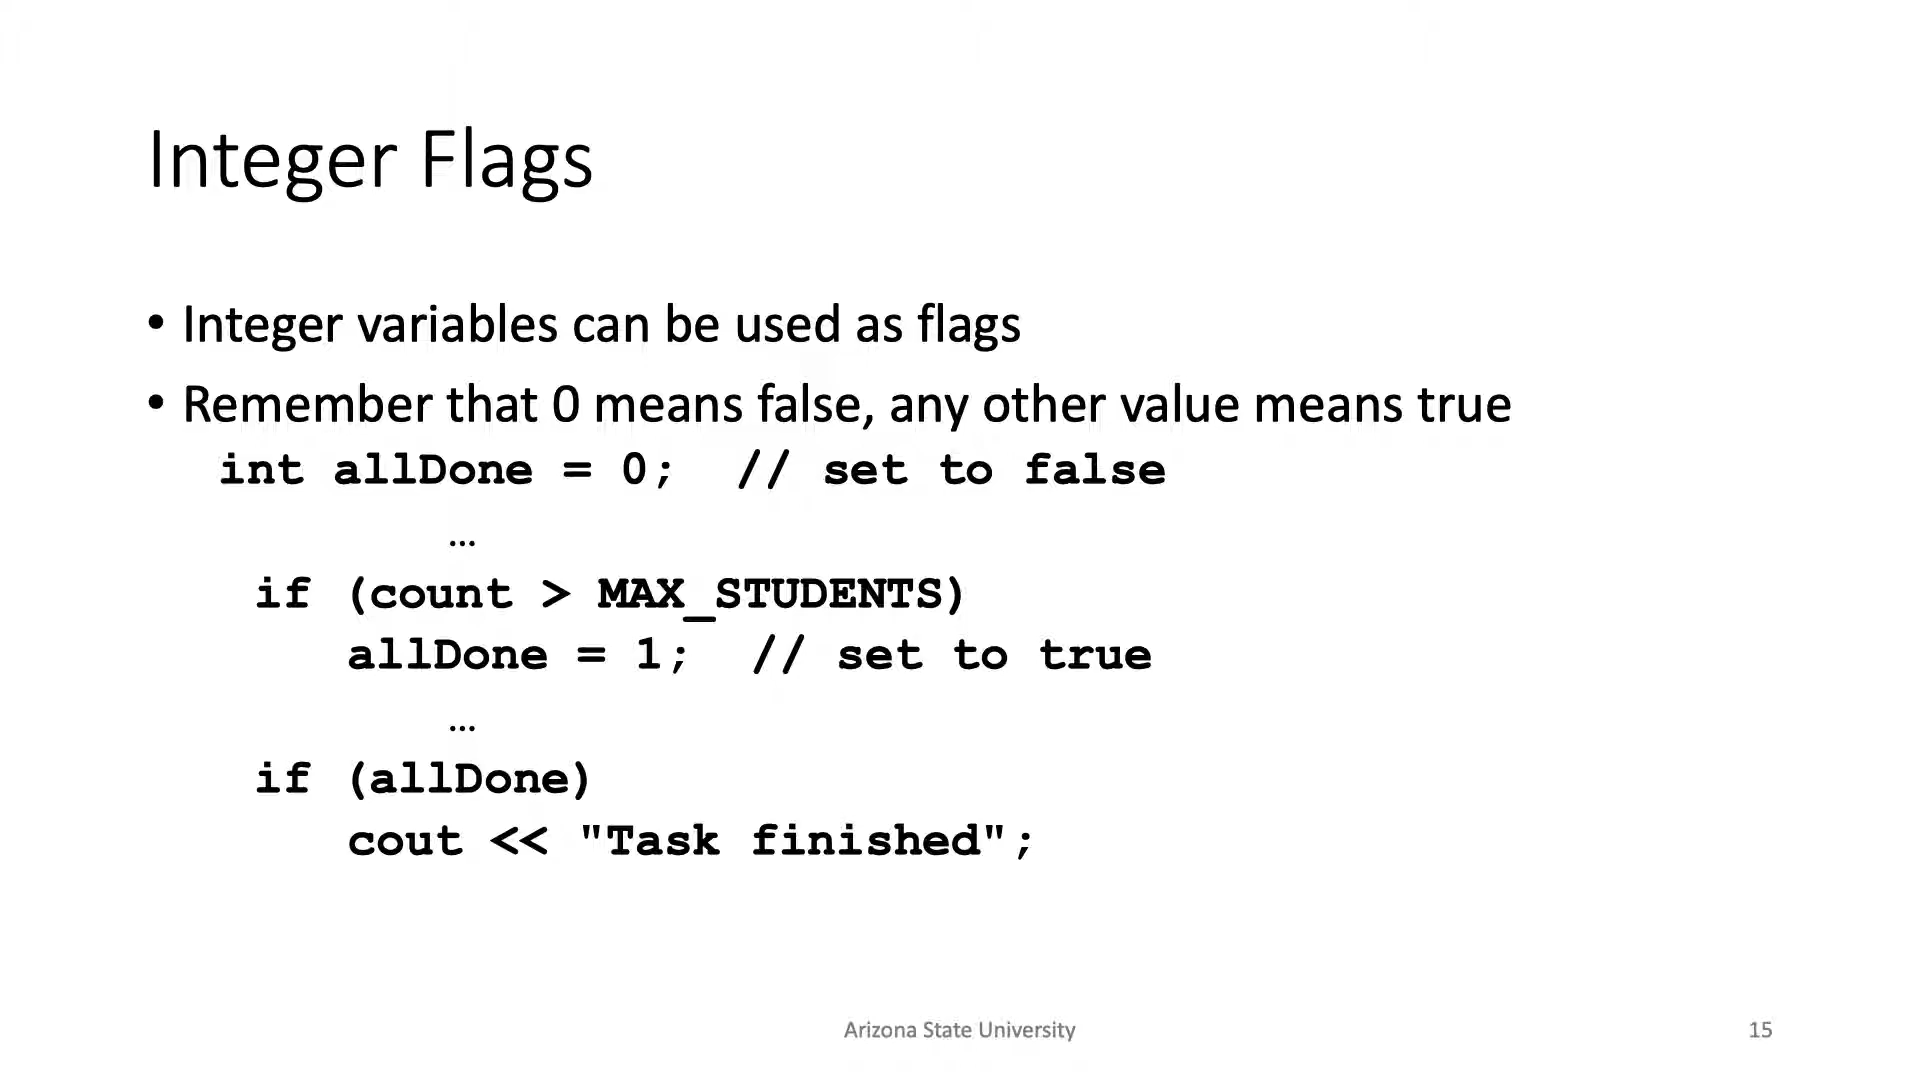 Integer Flags
• Integer variables can be used as flags
• Remember that 0 means false, any other value means true
int allDone = 0;  // set to false
…
if (count > MAX_STUDENTS)
allDone = 1;  // set to true
…
if (allDone)
cout << "Task finished";
Arizona State University
15